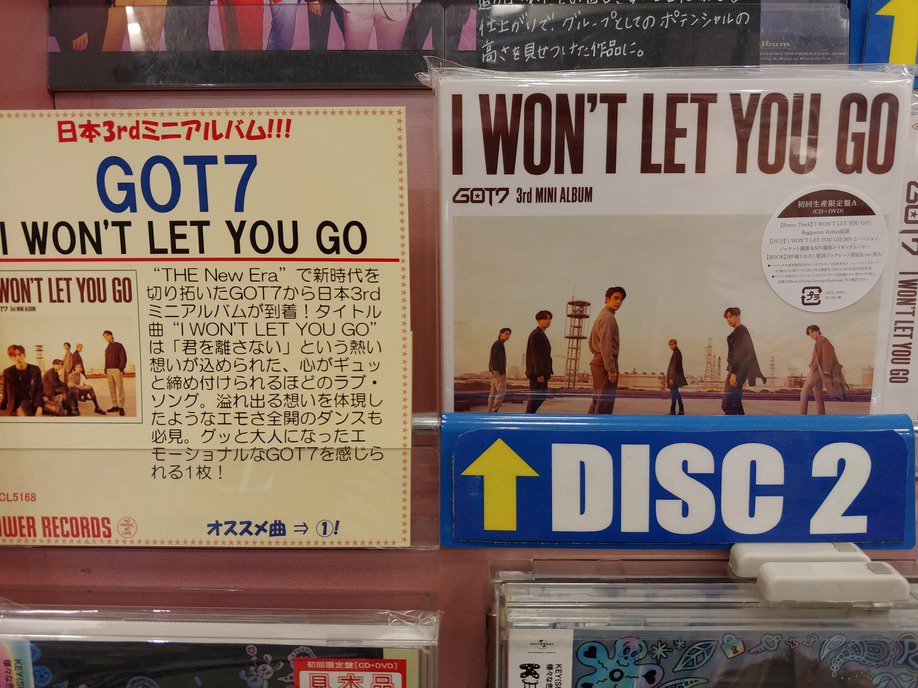 仕上がりで、グループとしてのポテンシャルの
高さを見せつけた作品に。
日本3rdミニアルバム!!!
GOT7
I WON'T LET YOU GO
WON'T LET YOU GO
3rd MINI ALBUM
"THE New Era"で新時代を
切り拓いたGOT7から日本3rd
ミニアルバムが到着！タイトル
曲"I WON'T LET YOU GO"
は「君を離さない」という熱い
想いが込められた、心がギュッ
と締め付けられるほどのラブ・
ソング。溢れ出る想いを体現し
たようなエモさ全開のダンスも
必見。グッと大人になったエ
モーショナルなGOT7を感じら
れる1枚！
CL5168
OWER RECORDS
オススメ曲⇒①!
I WON'T LET YOU GO
GOT7 3rd MINI ALBUM
初回生産限定盤A
(CD+DVD)
プラ
I WON'T LET YOU GO
DISC 2
初回限定盤[CD+DVD]
見本品
UNIVERSAL